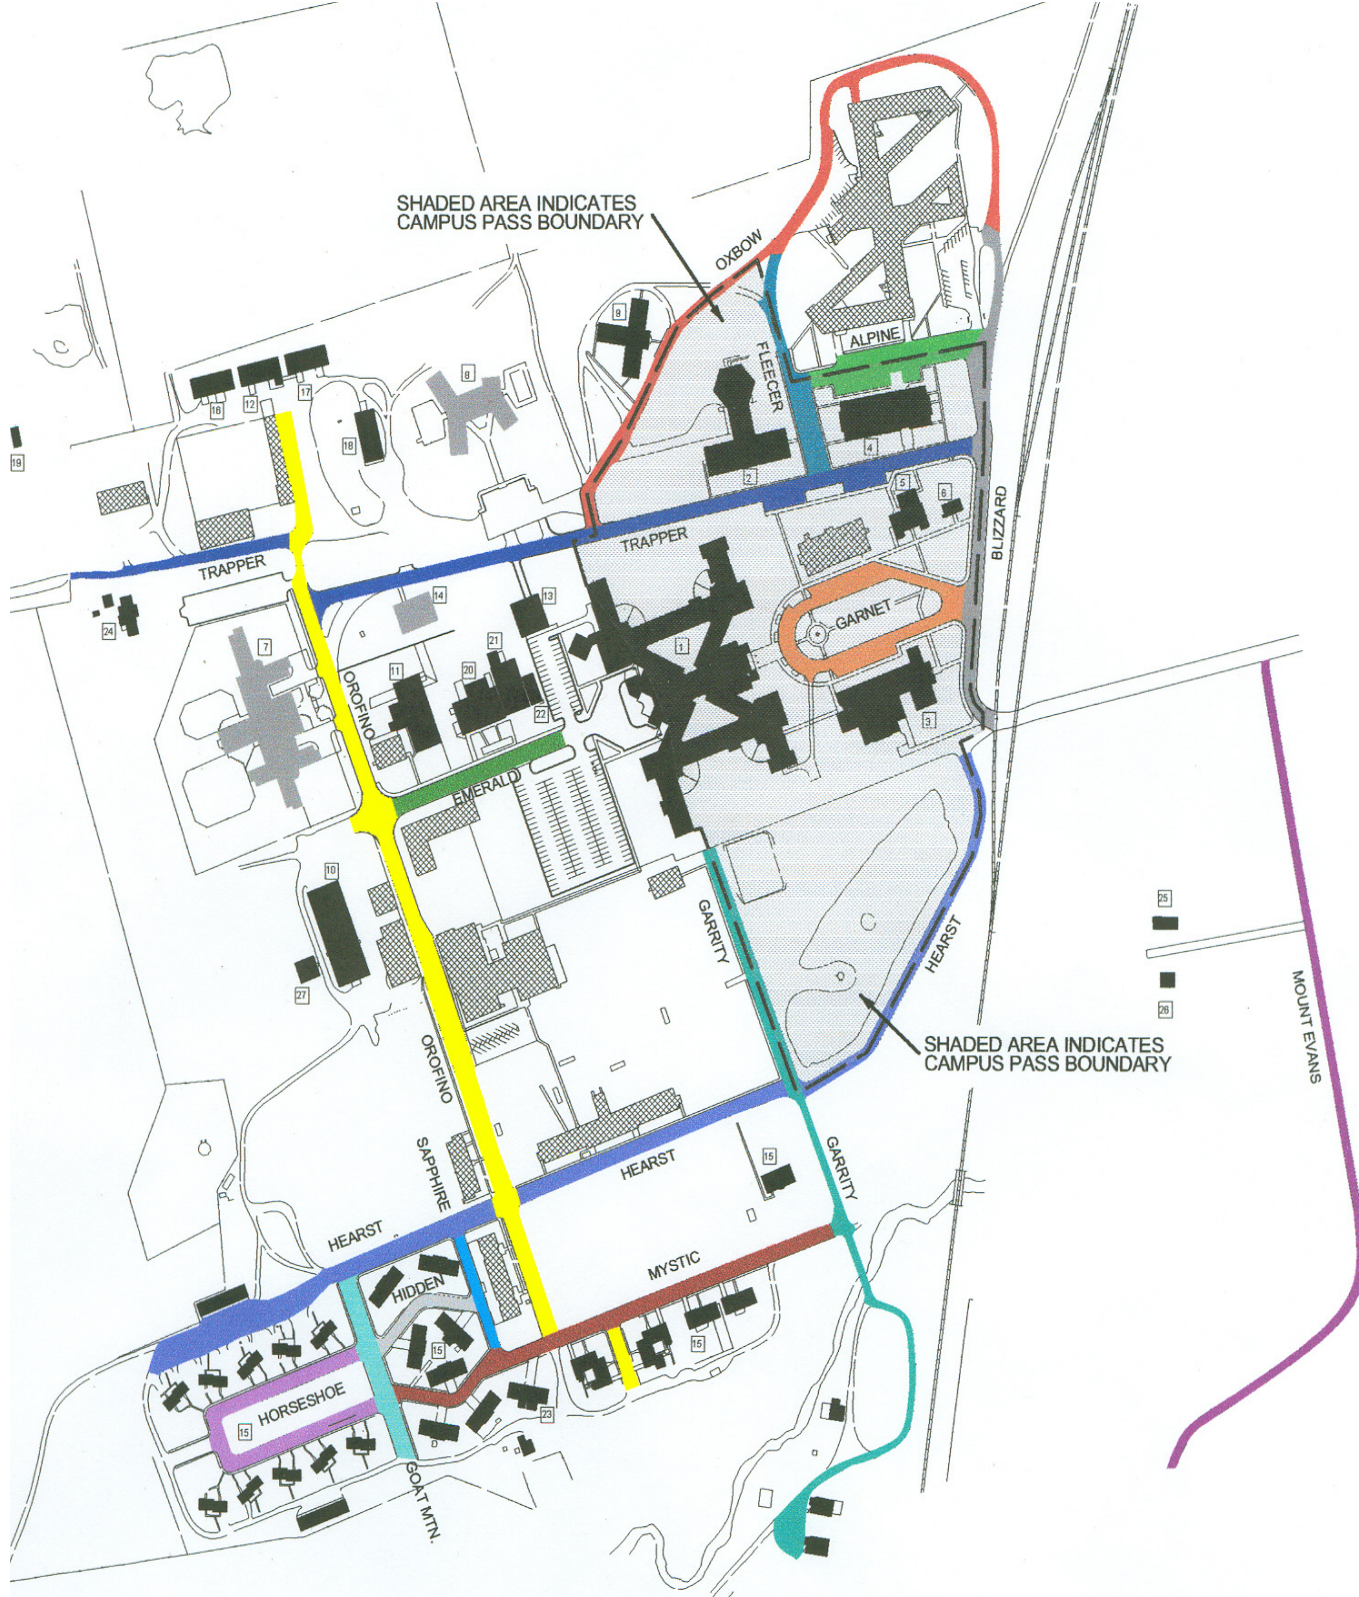 SHADED AREA INDICATES
CAMPUS PASS BOUNDARY
OXBOW
9
ALPINE
FLEECER
8
17
12
16
18
19
4
2
5
6
BLIZZARD
TRAPPER
TRAPPER
24
14
13
GARNET
7
21
1
11
20
OROFINO
22
3
EMERALD
10
25
GARRITY
HEARST
27
MOUNT EVANS
26
SHADED AREA INDICATES
CAMPUS PASS BOUNDARY
OROFINO
SAPPHIRE
HEARST
15
GARRITY
HEARST
MYSTIC
HIDDEN
15
15
HORSESHOE
23
15
GOAT MTN.